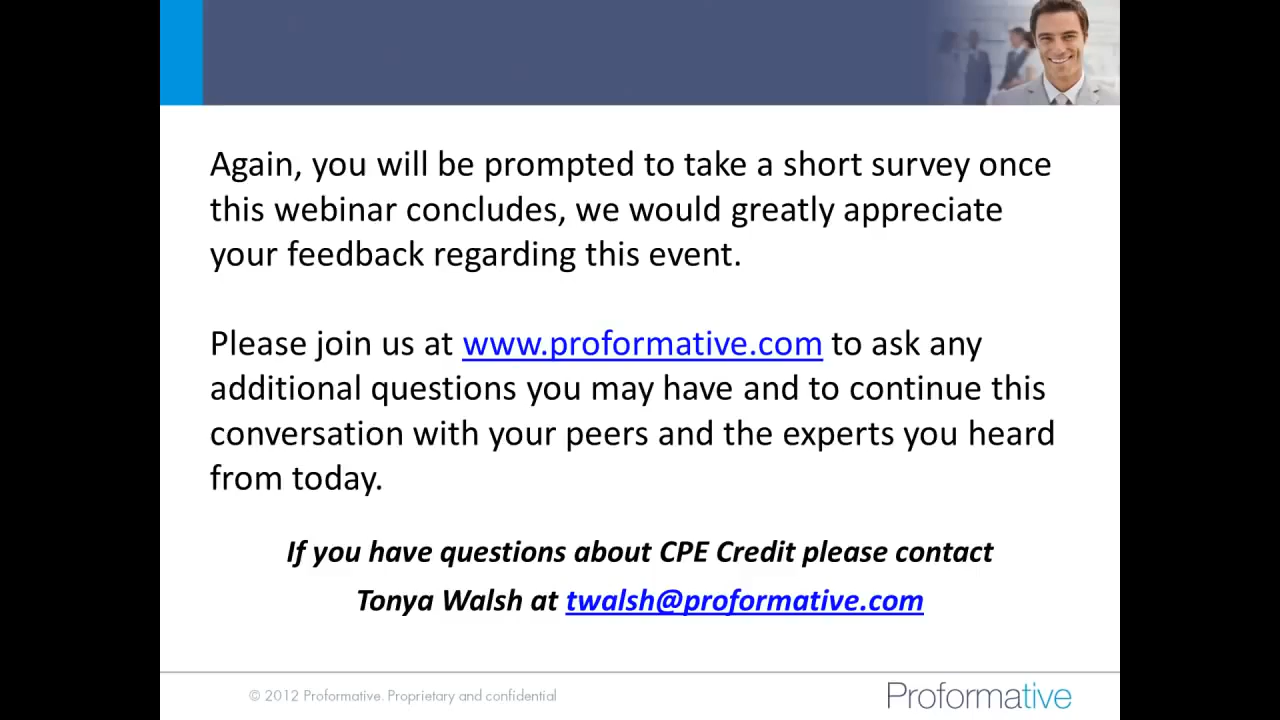 Again, you will be prompted to take a short survey once
this webinar concludes, we would greatly appreciate
your feedback regarding this event.
Please join us at www.proformative.com to ask any
additional questions you may have and to continue this
conversation with your peers and the experts you heard
from today.
If you have questions about CPE Credit please contact
Tonya Walsh at twalsh@proformative.com
© 2012 Proformative. Proprietary and confidential
Proformative